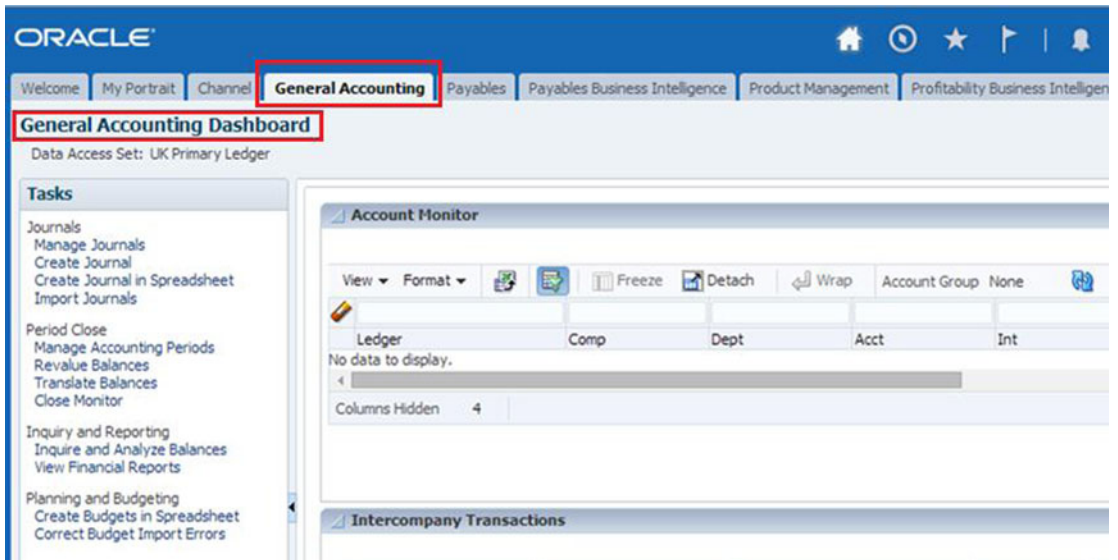 ORACLE
Welcome My Portrait Channel General Accounting Payables Payables Business Intelligence Product Management Profitability Business Intelligen
General Accounting Dashboard
Data Access Set: UK Primary Ledger
Tasks
Journals
Manage Journals
Create Journal
Create Journal in Spreadsheet
Import Journals
Period Close
Manage Accounting Periods
Revalue Balances
Translate Balances
Close Monitor
Inquiry and Reporting
Inquire and Analyze Balances
View Financial Reports
Planning and Budgeting
Create Budgets in Spreadsheet
Correct Budget Import Errors
Account Monitor
View Format Freeze Detach Wrap Account Group None
Ledger Comp Dept Acct Int
No data to display.
Columns Hidden 4
Intercompany Transactions